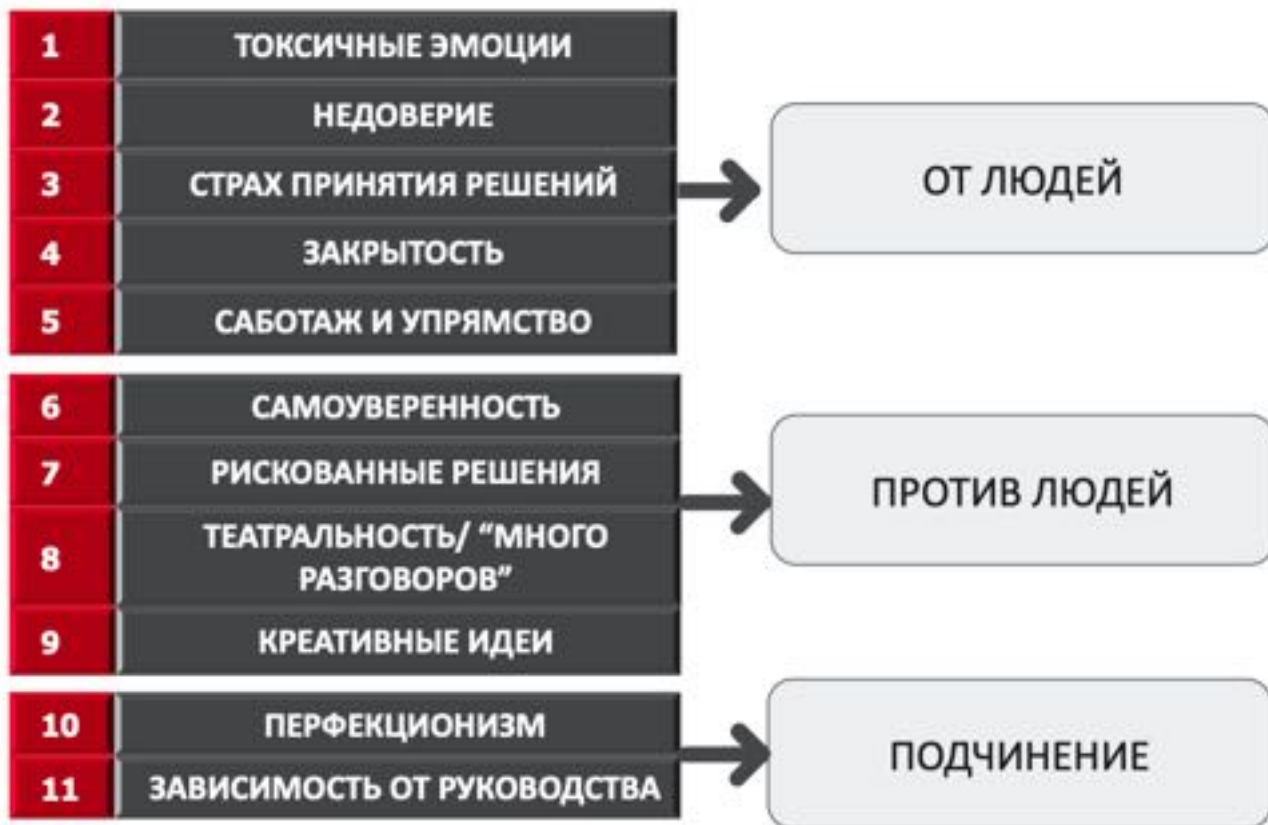 1 ТОКСИЧНЫЕ ЭМОЦИИ
2 НЕДОВЕРИЕ
3 СТРАХ ПРИНЯТИЯ РЕШЕНИЙ
4 ЗАКРЫТОСТЬ
5 САБОТАЖ И УПРЯМСТВО
ОТ ЛЮДЕЙ
6 САМОУВЕРЕННОСТЬ
7 РИСКОВАННЫЕ РЕШЕНИЯ
8 ТЕАТРАЛЬНОСТЬ/ “МНОГО
РАЗГОВОРОВ”
9 КРЕАТИВНЫЕ ИДЕИ
ПРОТИВ ЛЮДЕЙ
10 ПЕРФЕКЦИОНИЗМ
11 ЗАВИСИМОСТЬ ОТ РУКОВОДСТВА
ПОДЧИНЕНИЕ